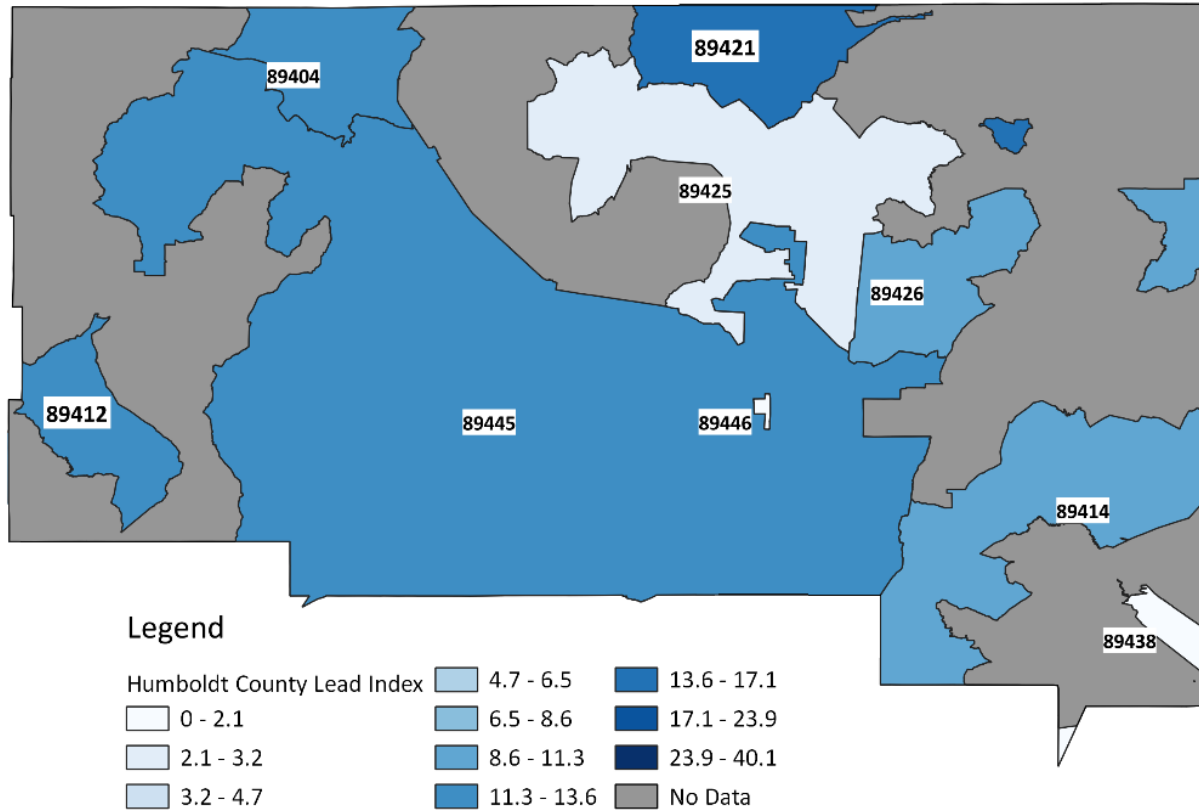 89421
89404
89425
89426
89412
89445
89446
89414
89438
Legend
Humboldt County Lead Index
0 - 2.1
2.1 - 3.2
3.2 - 4.7
4.7 - 6.5
6.5 - 8.6
8.6 - 11.3
11.3 - 13.6
13.6 - 17.1
17.1 - 23.9
23.9 - 40.1
No Data